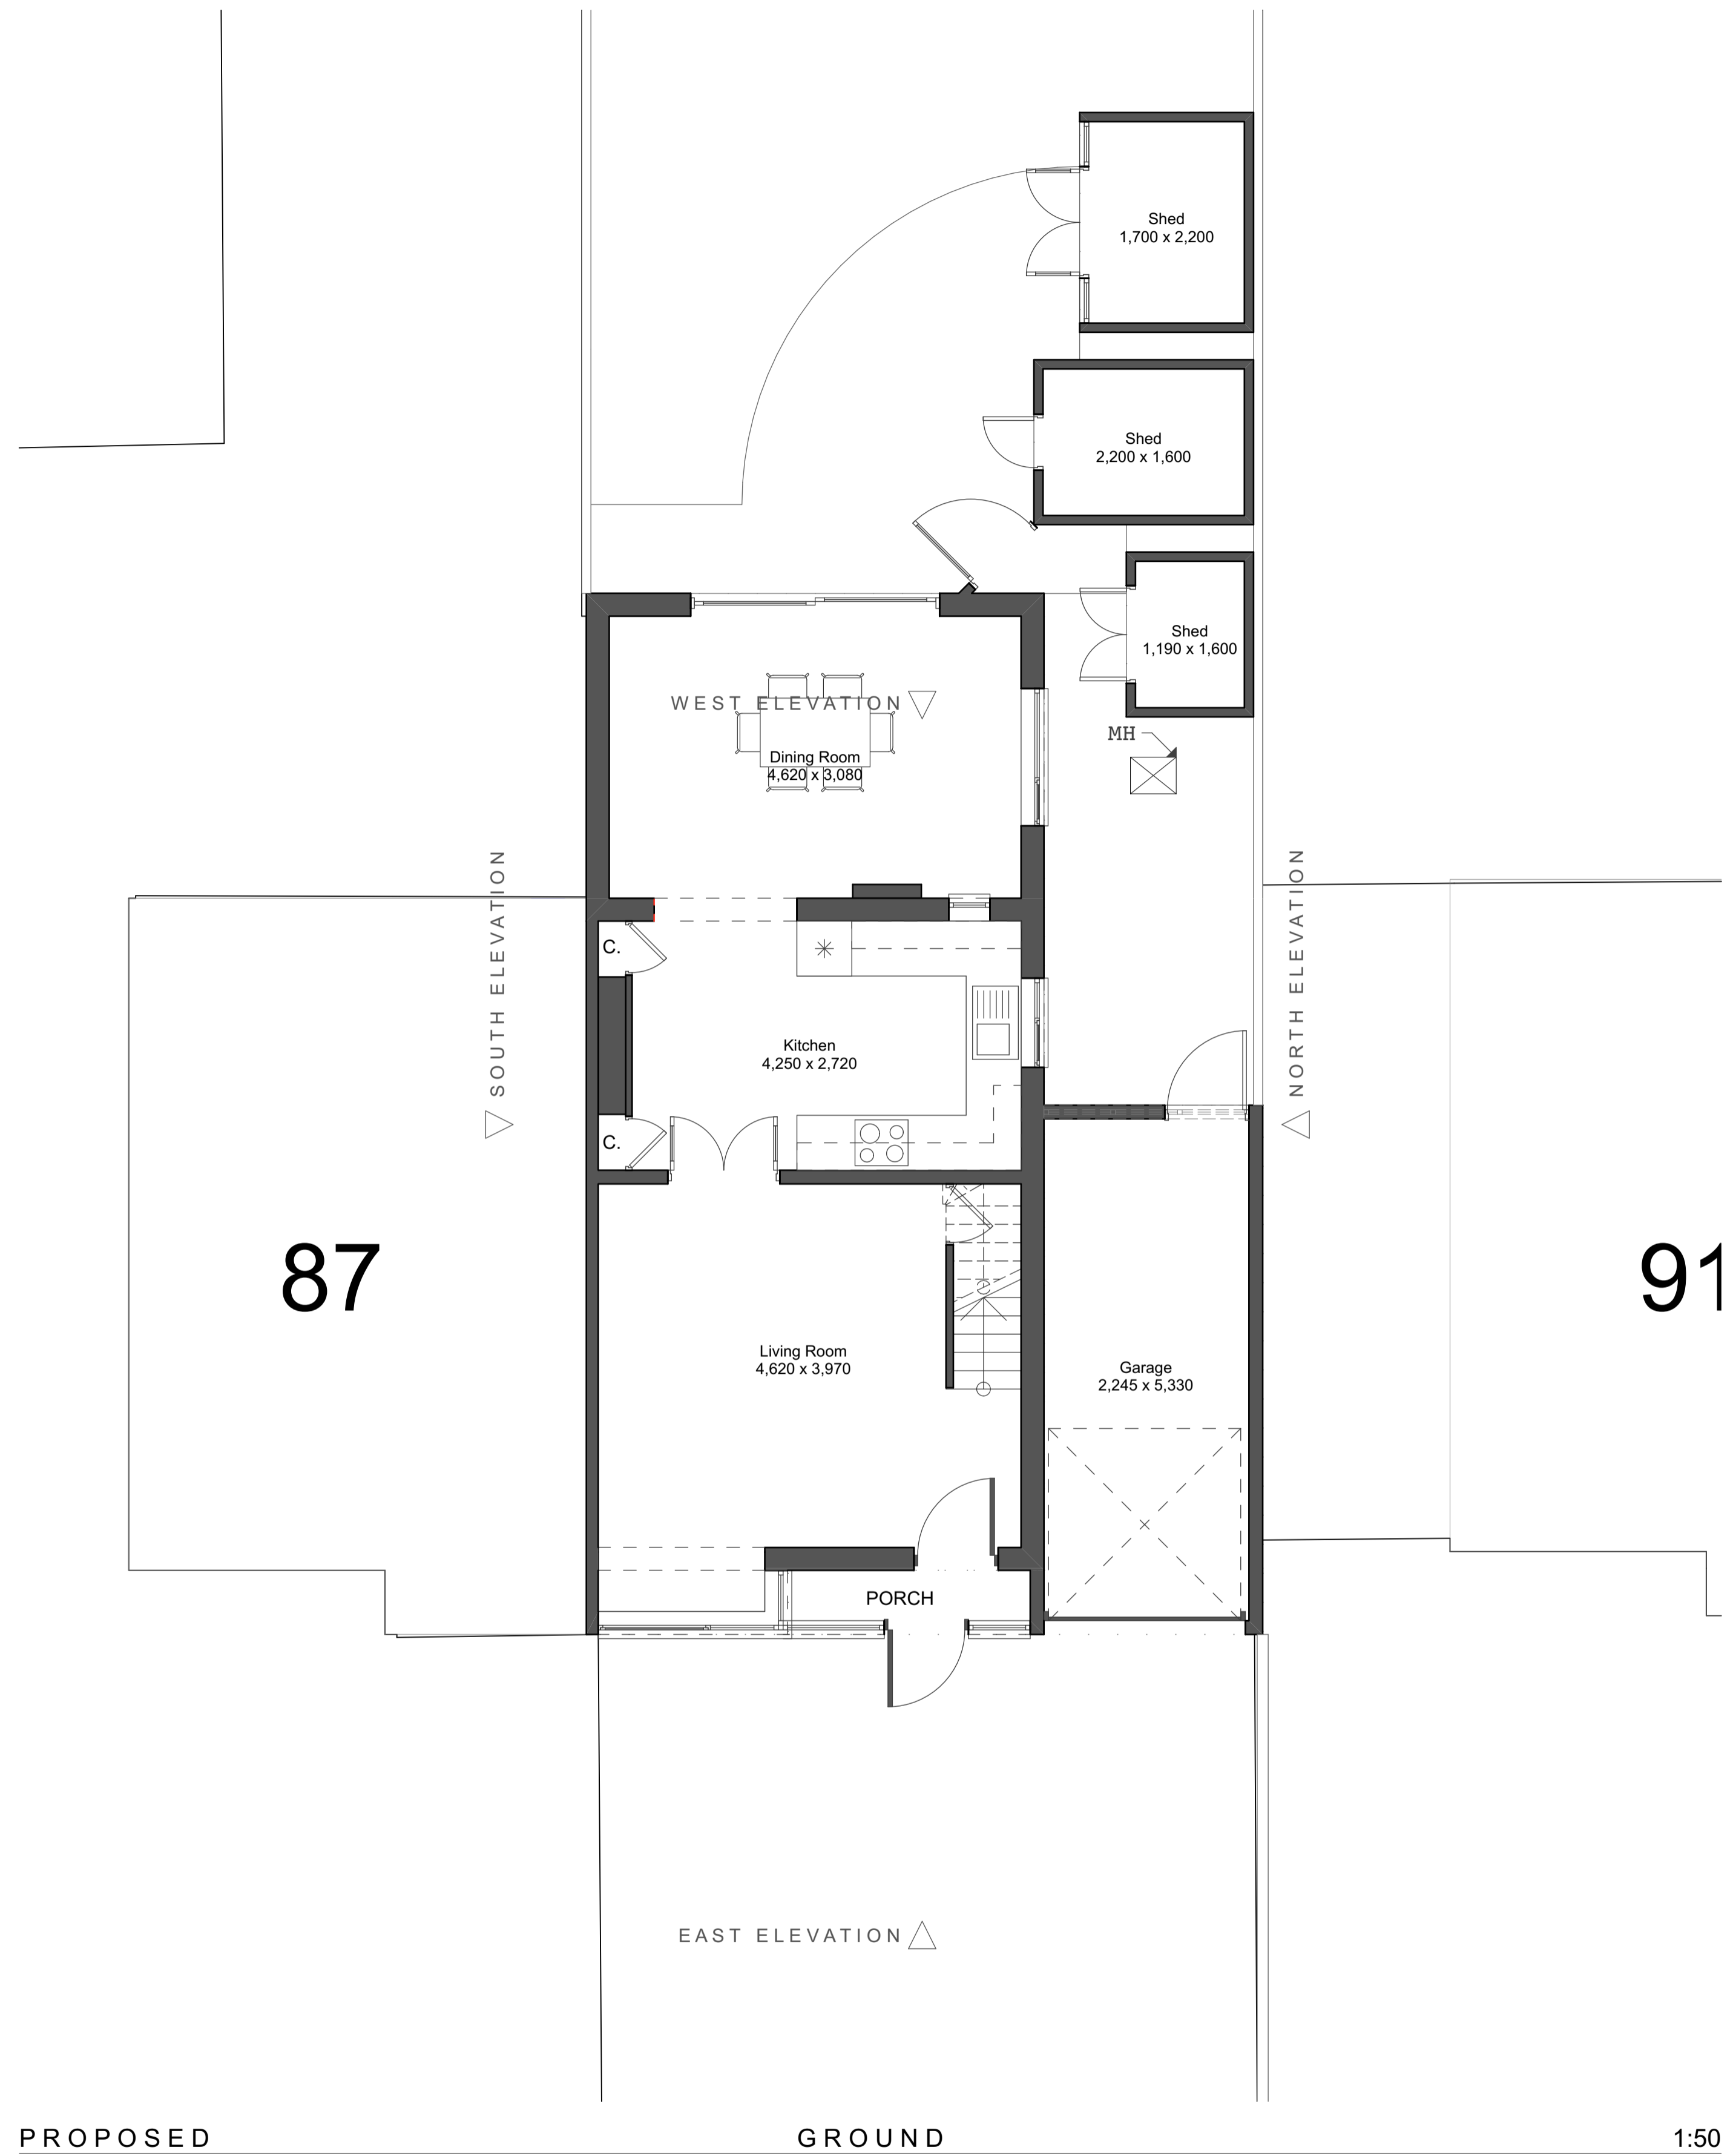 Shed
1,700 x 2,200
Shed
2,200 x 1,600
Shed
1,190 x 1,600
WEST ELEVATION
MH
Dining Room
4,620 x 3,080
SOUTH ELEVATION
NORTH ELEVATION
C.
Kitchen
4,250 x 2,720
C.
87
91
Living Room
4,620 x 3,970
Garage
2,245 x 5,330
PORCH
EAST ELEVATION
PROPOSED
GROUND
1:50